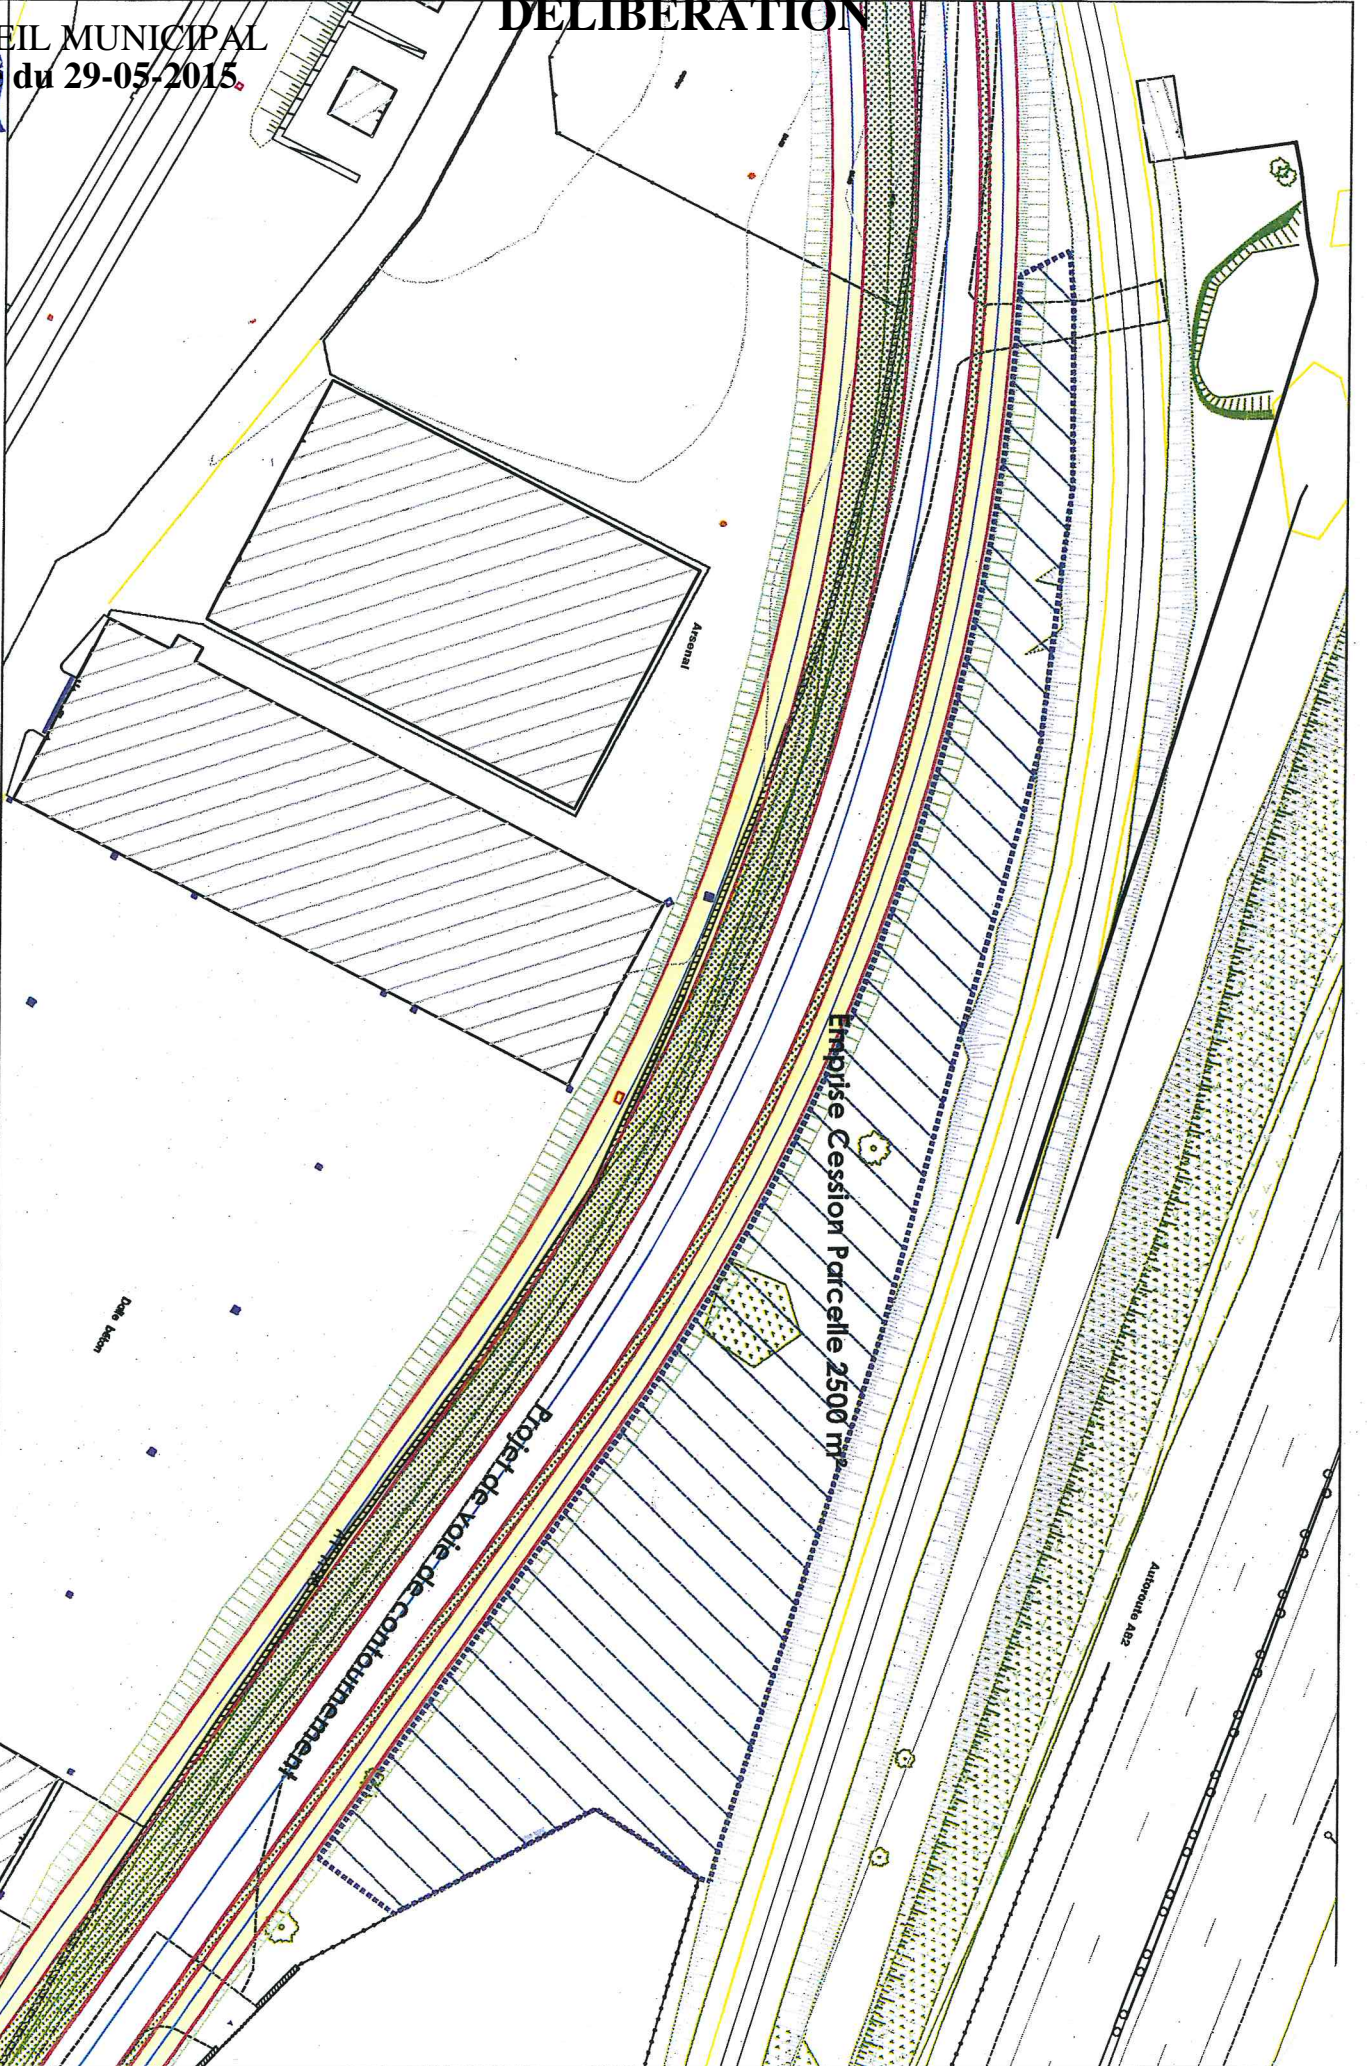 DELIBERATION
EIL MUNICIPAL
du 29-05-2015
Arsenal
Emprise Cession Parcelle 2500 m²
Projet de voie de contournement
Dalle béton
Autoroute A82